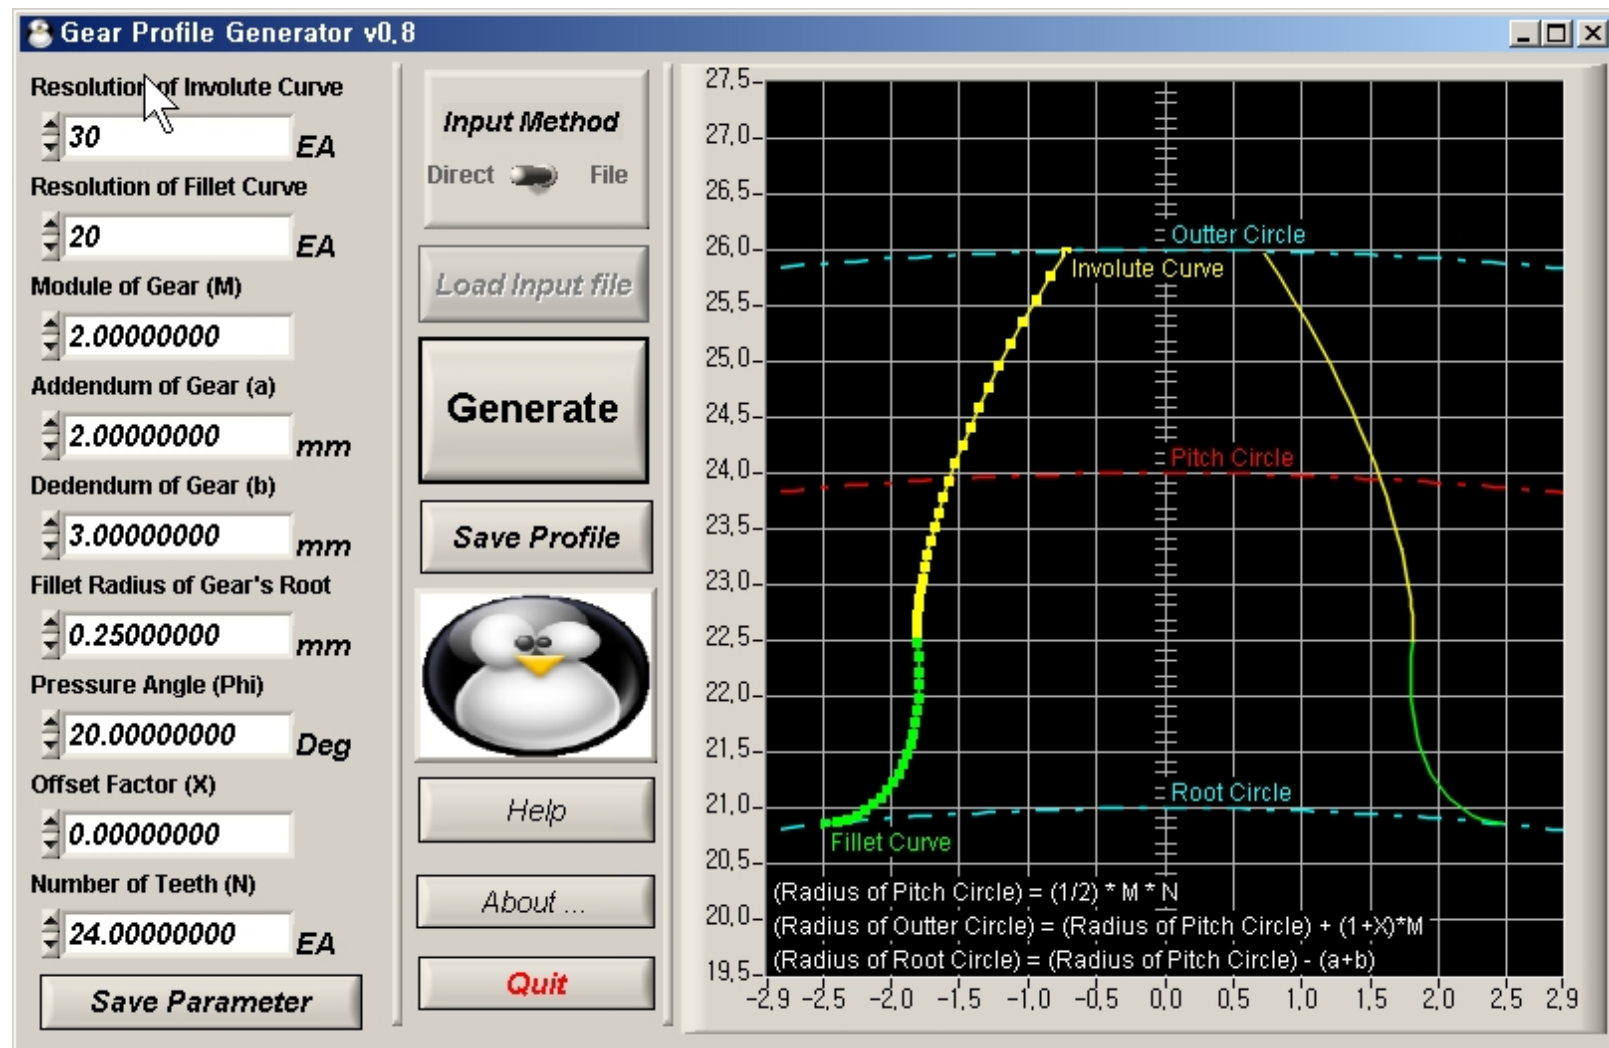 Gear Profile Generator v0.8
Resolution of Involute Curve
30
EA
Resolution of Fillet Curve
20
EA
Module of Gear (M)
2.00000000
Addendum of Gear (a)
2.00000000
mm
Dedendum of Gear (b)
3.00000000
mm
Fillet Radius of Gear's Root
0.25000000
mm
Pressure Angle (Phi)
20.00000000
Deg
Offset Factor (X)
0.00000000
Number of Teeth (N)
24.00000000
EA
Save Parameter
Input Method
Direct
File
Load Input file
Generate
Save Profile
Help
About ...
Quit
27,5
27,0
26,5
26,0
25,5
25,0
24,5
24,0
23,5
23,0
22,5
22,0
21,5
21,0
20,5
20,0
19,5
Outter Circle
Involute Curve
Pitch Circle
Root Circle
Fillet Curve
(Radius of Pitch Circle) = (1/2) * M * N
(Radius of Outter Circle) = (Radius of Pitch Circle) + (1+X)*M
(Radius of Root Circle) = (Radius of Pitch Circle) - (a+b)
-2,9 -2,5 -2,0 -1,5 -1,0 -0,5 0,0 0,5 1,0 1,5 2,0 2,5 2,9